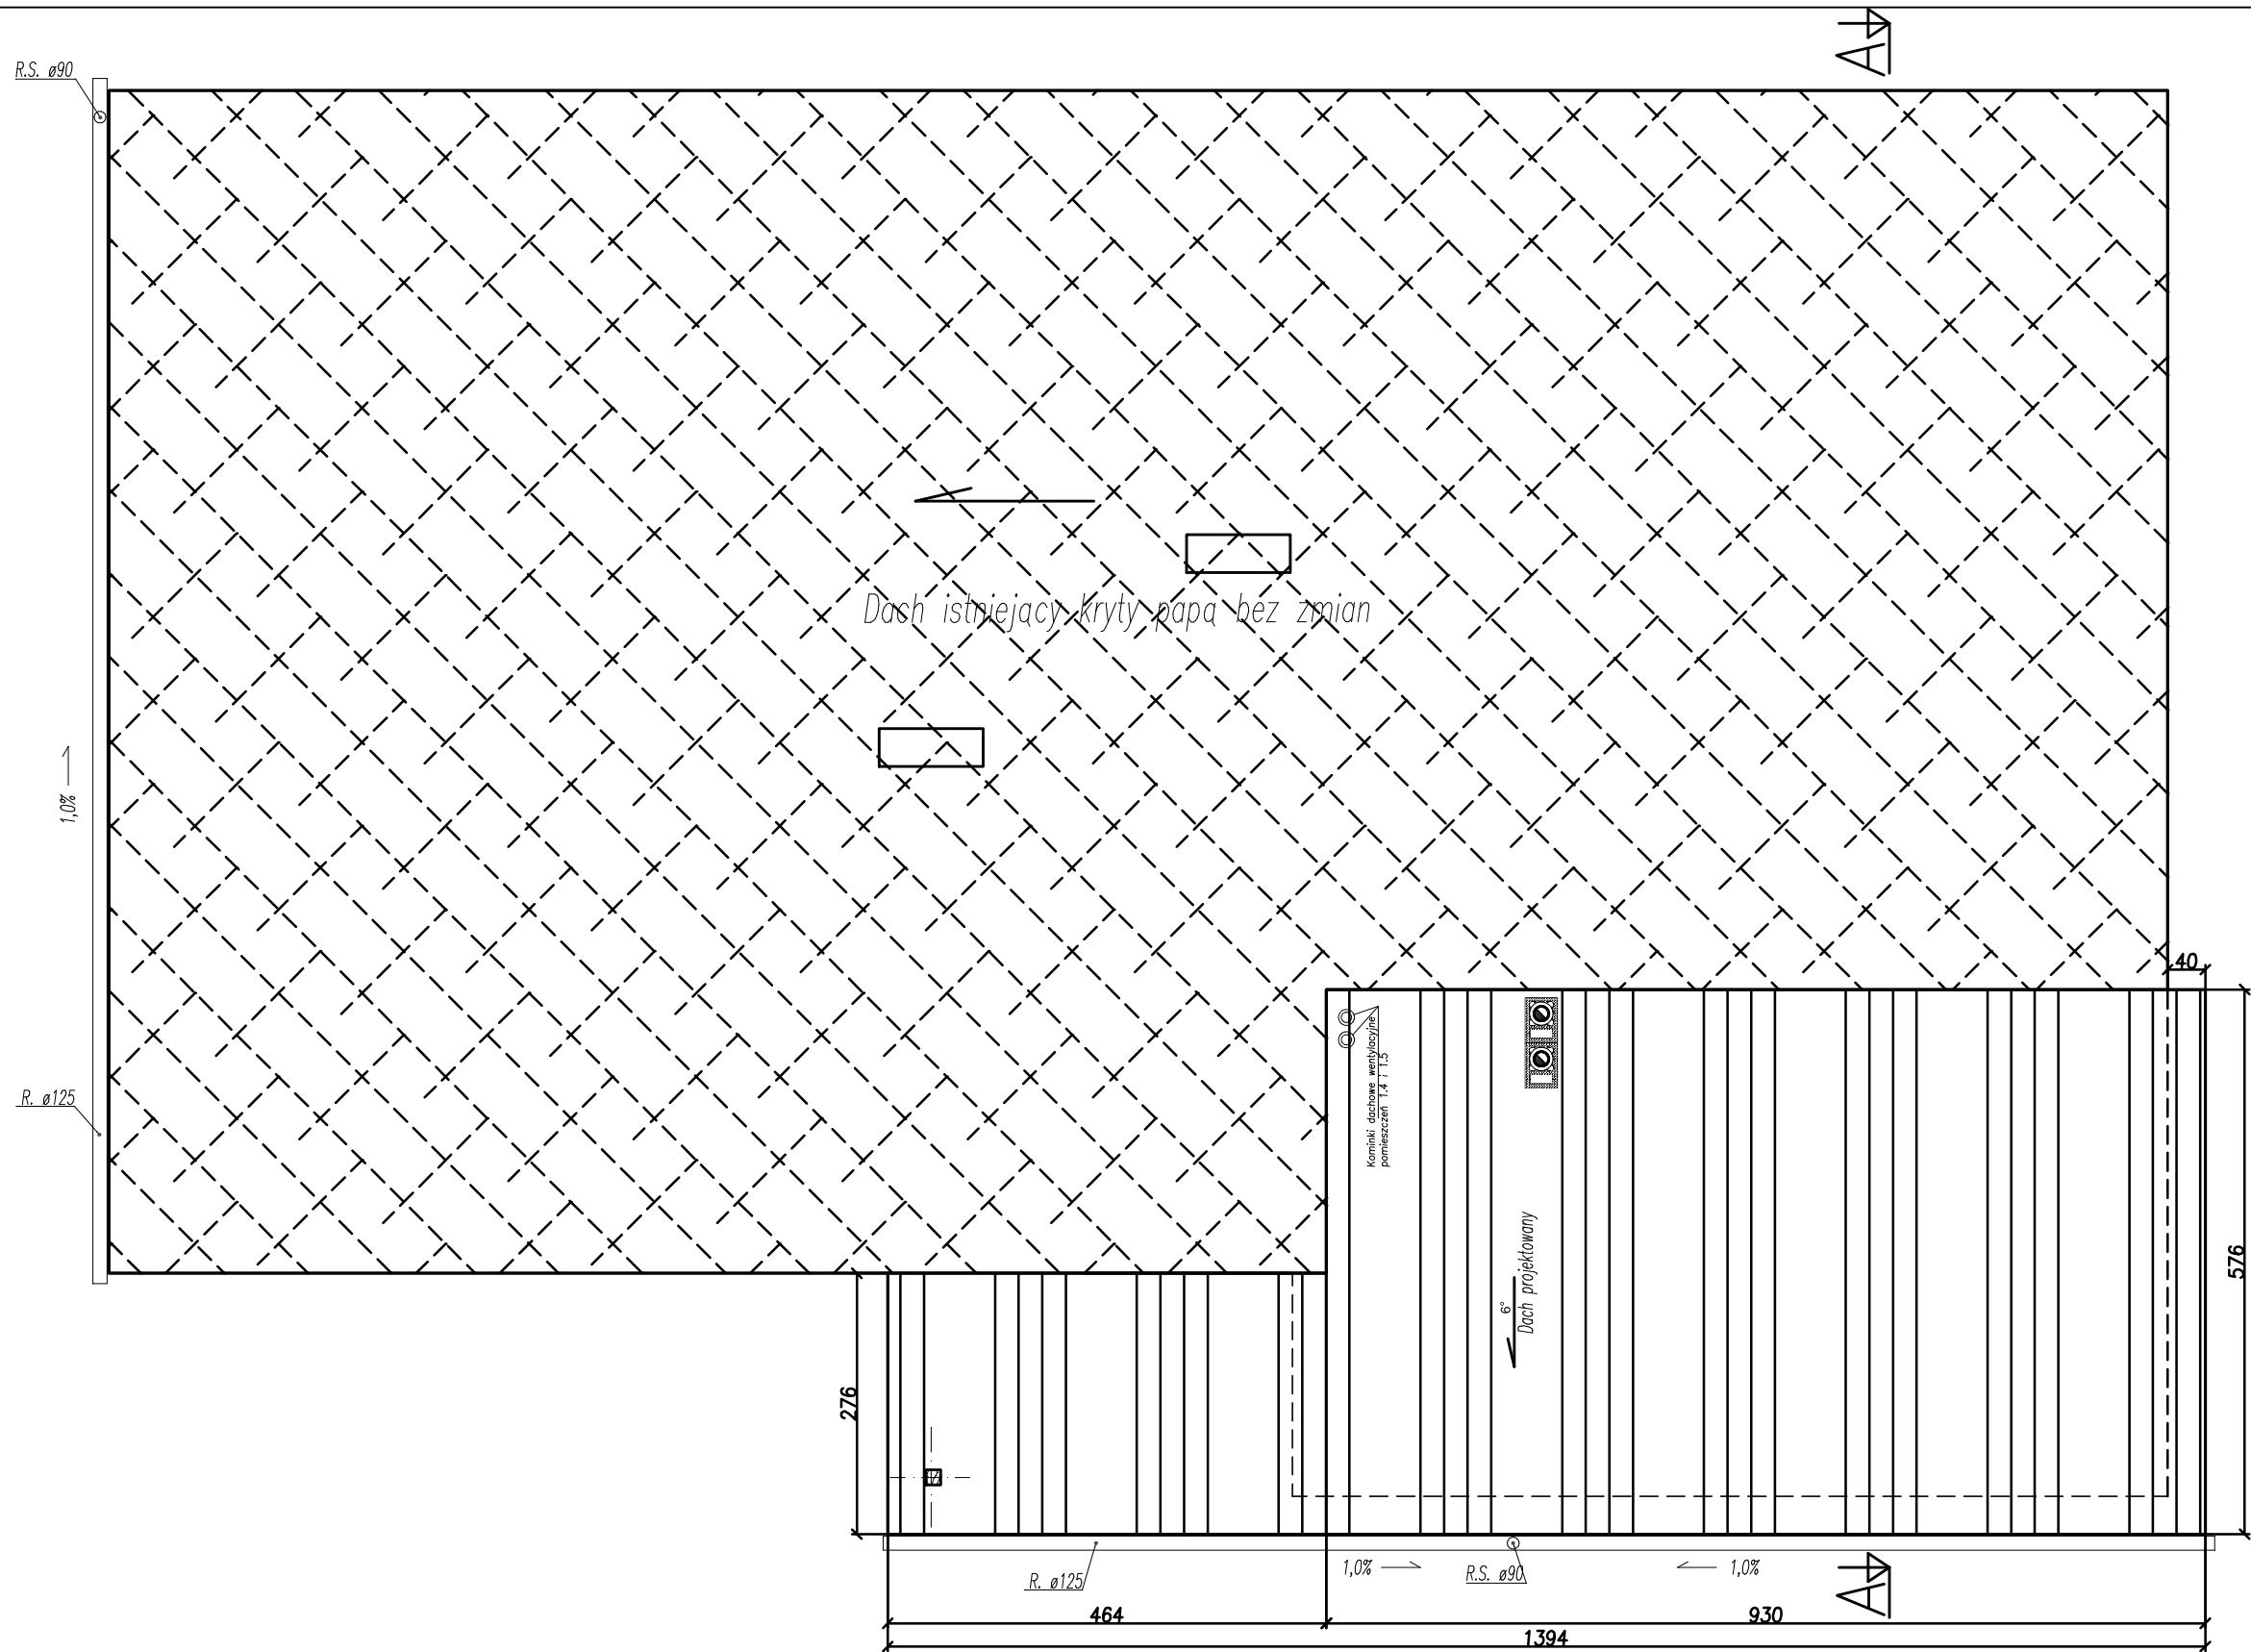 A
R.S. ø90
Dach istniejący kryty papą bez zmian
1,0%
40
R. ø125
Kominki dachowe wentylacyjne
pomieszczeń 1.4 i 1.5
6°
Dach projektowany
576
276
R. ø125
1,0%
R.S. ø90
1,0%
A
464
930
1394